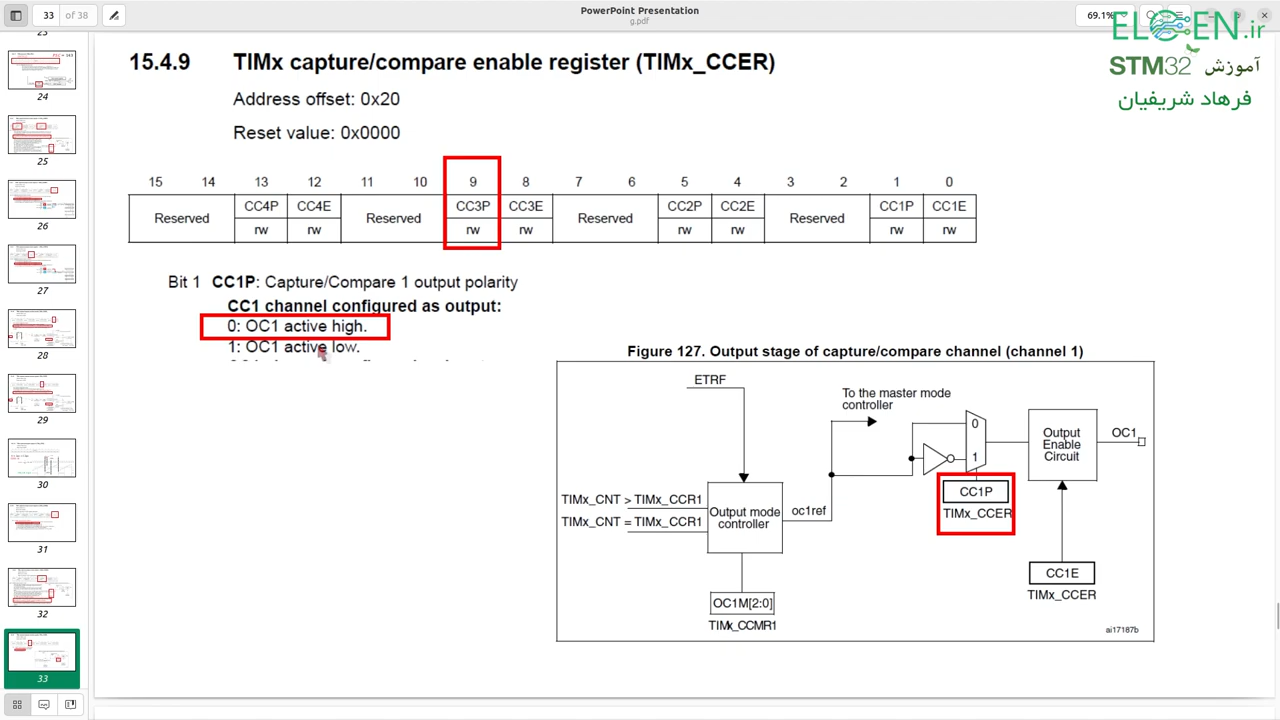 PowerPoint Presentation
g.pdf
33 of 38
69.1%
ELOGEN.ir
آموزش STM32
فرهاد شریفیان
24
25
26
27
28
29
30
31
32
33
15.4.9 TIMx capture/compare enable register (TIMx_CCER)
Address offset: 0x20
Reset value: 0x0000
15 14 13 12 11 10 9 8 7 6 5 4 3 2 1 0
Reserved CC4P CC4E Reserved CC3P CC3E Reserved CC2P CC2E Reserved CC1P CC1E
rw rw rw rw rw rw rw rw
Bit 1 CC1P: Capture/Compare 1 output polarity
CC1 channel configured as output:
0: OC1 active high.
1: OC1 active low.
Figure 127. Output stage of capture/compare channel (channel 1)
ETRF
To the master mode
controller
0
1
Output
Enable
Circuit
OC1
CC1P
TIMx_CCER
TIMx_CNT > TIMx_CCR1
TIMx_CNT = TIMx_CCR1
Output mode
controller
oc1ref
CC1E
TIMx_CCER
OC1M[2:0]
TIMx_CCMR1
ai17187b